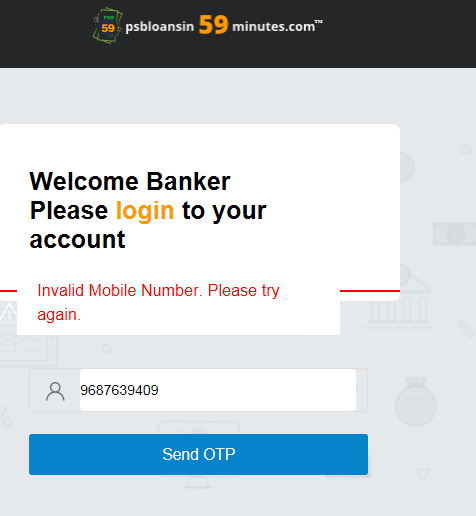 PSB
59
psbloansin 59 minutes.com™
Welcome Banker
Please login to your
account
Invalid Mobile Number. Please try
again.
9687639409
Send OTP